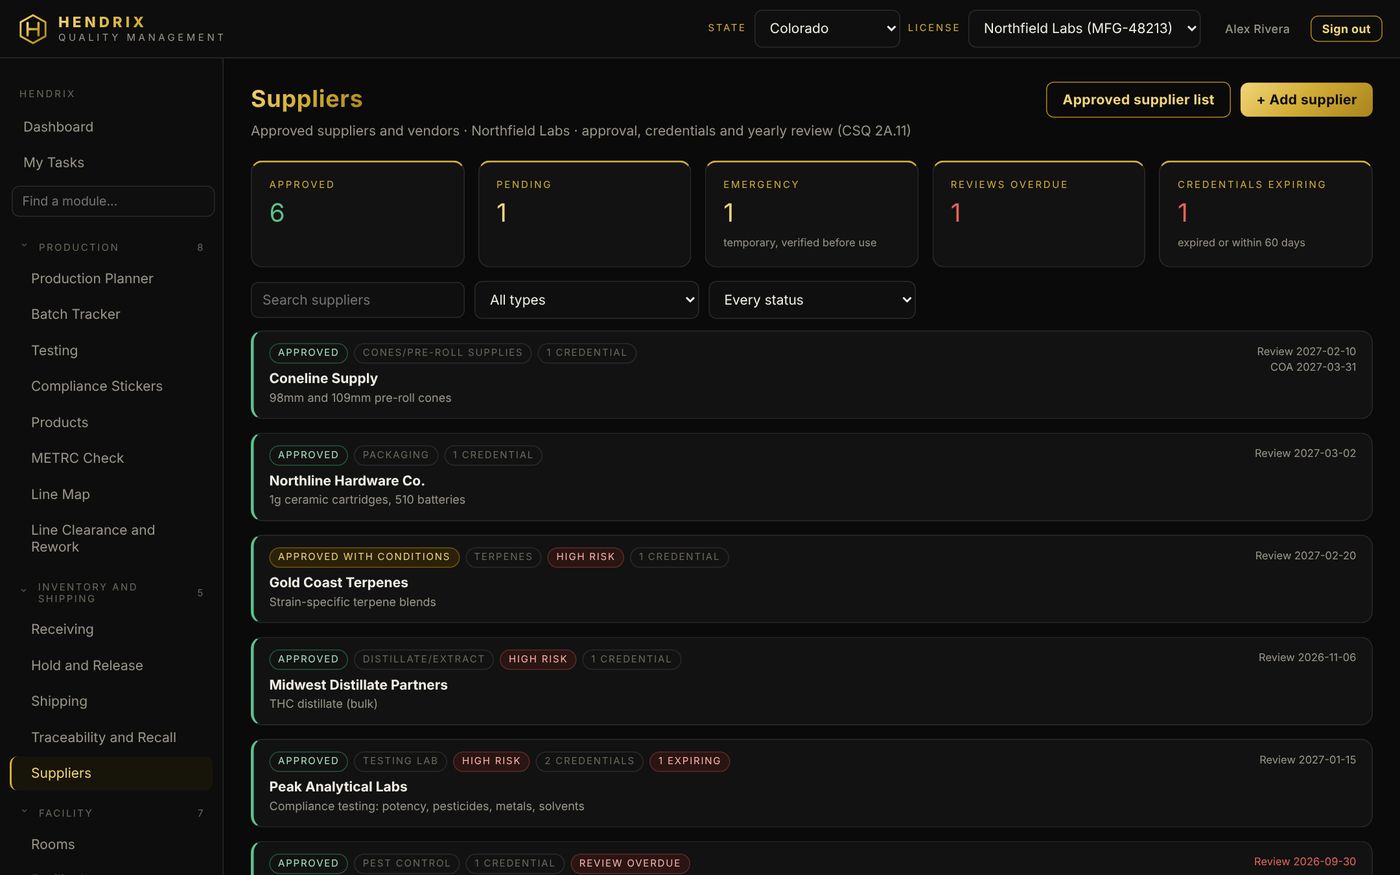 HENDRIX
QUALITY MANAGEMENT
STATE
Colorado
LICENSE
Northfield Labs (MFG-48213)
Alex Rivera
Sign out
HENDRIX
Dashboard
My Tasks
Find a module...
PRODUCTION 8
Production Planner
Batch Tracker
Testing
Compliance Stickers
Products
METRC Check
Line Map
Line Clearance and
Rework
INVENTORY AND
SHIPPING 5
Receiving
Hold and Release
Shipping
Traceability and Recall
Suppliers
FACILITY 7
Rooms
Suppliers
Approved suppliers and vendors · Northfield Labs · approval, credentials and yearly review (CSQ 2A.11)
Approved supplier list
+ Add supplier
APPROVED
6
PENDING
1
EMERGENCY
1
temporary, verified before use
REVIEWS OVERDUE
1
CREDENTIALS EXPIRING
1
expired or within 60 days
Search suppliers
All types
Every status
APPROVED CONES/PRE-ROLL SUPPLIES 1 CREDENTIAL
Coneline Supply
98mm and 109mm pre-roll cones
Review 2027-02-10
COA 2027-03-31
APPROVED PACKAGING 1 CREDENTIAL
Northline Hardware Co.
1g ceramic cartridges, 510 batteries
Review 2027-03-02
APPROVED WITH CONDITIONS TERPENES HIGH RISK 1 CREDENTIAL
Gold Coast Terpenes
Strain-specific terpene blends
Review 2027-02-20
APPROVED DISTILLATE/EXTRACT HIGH RISK 1 CREDENTIAL
Midwest Distillate Partners
THC distillate (bulk)
Review 2026-11-06
APPROVED TESTING LAB HIGH RISK 2 CREDENTIALS 1 EXPIRING
Peak Analytical Labs
Compliance testing: potency, pesticides, metals, solvents
Review 2027-01-15
APPROVED PEST CONTROL 1 CREDENTIAL REVIEW OVERDUE
Review 2026-09-30